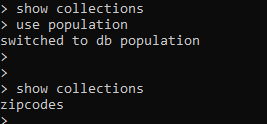 > show collections
> use population
switched to db population
>
>
> show collections
zipcodes
>